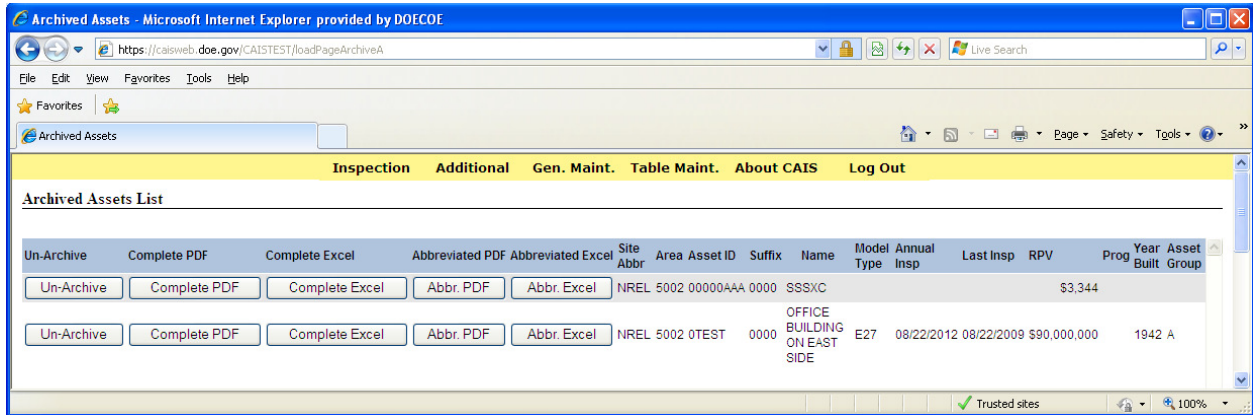 Archived Assets - Microsoft Internet Explorer provided by DOECOE
https://caisweb.doe.gov/CAISTEST/loadPageArchiveA
Live Search
File Edit View Favorites Tools Help
Favorites
Archived Assets
Page Safety Tools »
Inspection Additional Gen. Maint. Table Maint. About CAIS Log Out
Archived Assets List
Un-Archive Complete PDF Complete Excel Abbreviated PDF Abbreviated Excel Site Abbr Area Asset ID Suffix Name Model Type Annual Insp Last Insp RPV Prog Year Built Asset Group
Un-Archive Complete PDF Complete Excel Abbr. PDF Abbr. Excel NREL 5002 00000AAA 0000 SSSXC $3,344
Un-Archive Complete PDF Complete Excel Abbr. PDF Abbr. Excel NREL 5002 0TEST 0000 OFFICE BUILDING ON EAST SIDE E27 08/22/2012 08/22/2009 $90,000,000 1942 A
Trusted sites 100%